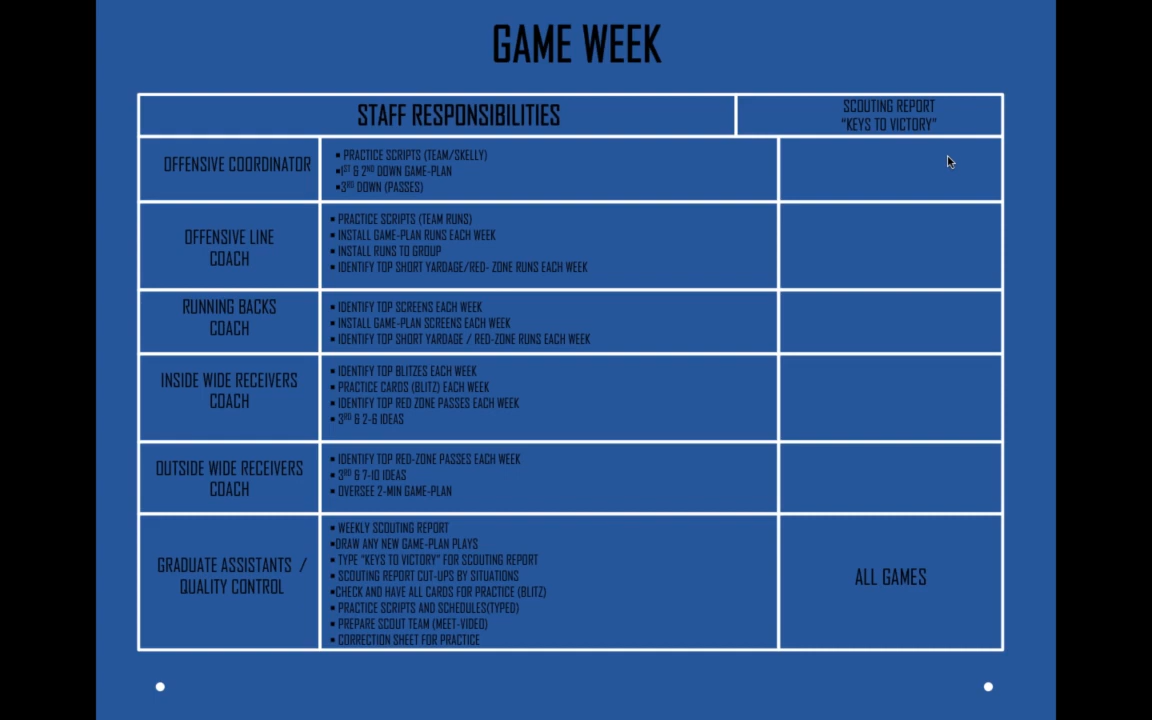 GAME WEEK
STAFF RESPONSIBILITIES
SCOUTING REPORT
"KEYS TO VICTORY"
OFFENSIVE COORDINATOR
▪ PRACTICE SCRIPTS (TEAM/SKELLY)
▪1ST & 2ND DOWN GAME-PLAN
▪3RD DOWN (PASSES)
OFFENSIVE LINE
COACH
▪ PRACTICE SCRIPTS (TEAM RUNS)
▪ INSTALL GAME-PLAN RUNS EACH WEEK
▪ INSTALL RUNS TO GROUP
▪ IDENTIFY TOP SHORT YARDAGE/RED- ZONE RUNS EACH WEEK
RUNNING BACKS
COACH
▪ IDENTIFY TOP SCREENS EACH WEEK
▪ INSTALL GAME-PLAN SCREENS EACH WEEK
▪ IDENTIFY TOP SHORT YARDAGE / RED-ZONE RUNS EACH WEEK
INSIDE WIDE RECEIVERS
COACH
▪ IDENTIFY TOP BLITZES EACH WEEK
▪ PRACTICE CARDS (BLITZ) EACH WEEK
▪ IDENTIFY TOP RED ZONE PASSES EACH WEEK
▪ 3RD & 2-6 IDEAS
OUTSIDE WIDE RECEIVERS
COACH
▪ IDENTIFY TOP RED-ZONE PASSES EACH WEEK
▪ 3RD & 7-10 IDEAS
▪ OVERSEE 2-MIN GAME-PLAN
GRADUATE ASSISTANTS /
QUALITY CONTROL
▪ WEEKLY SCOUTING REPORT
▪DRAW ANY NEW GAME-PLAN PLAYS
▪ TYPE "KEYS TO VICTORY" FOR SCOUTING REPORT
▪ SCOUTING REPORT CUT-UPS BY SITUATIONS
▪CHECK AND HAVE ALL CARDS FOR PRACTICE (BLITZ)
▪ PRACTICE SCRIPTS AND SCHEDULES(TYPED)
▪ PREPARE SCOUT TEAM (MEET-VIDEO)
▪ CORRECTION SHEET FOR PRACTICE
ALL GAMES